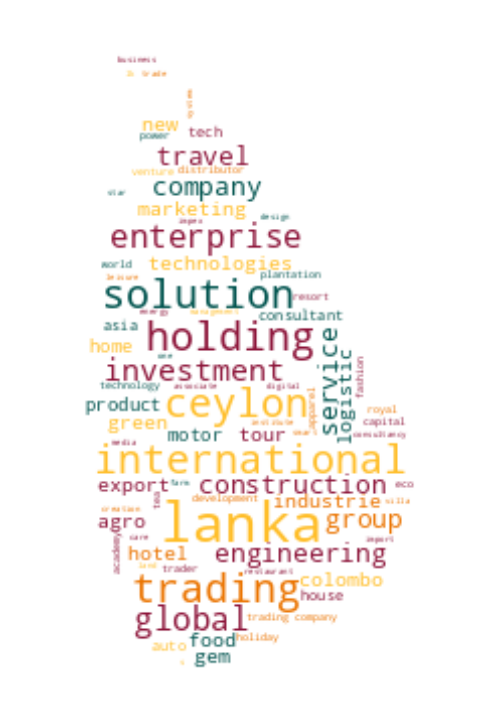 business
lk trade
system
new
power tech
travel
venture distributor
star company
marketing
design
impex
enterprise
world technologies
leisure plantation
solution resort
energy management
consultant
asia holding
home one
service
logistic
investment fashion
technology associate digital
product ceylon apparel
royal
green institute capital
motor tour consultancy
media
international
export farm construction eco
tea development industrie villa
creation
agro lanka group
academy care import
hotel engineering
land trader restaurant
trading colombo
house
global trading company
food holiday
auto gem